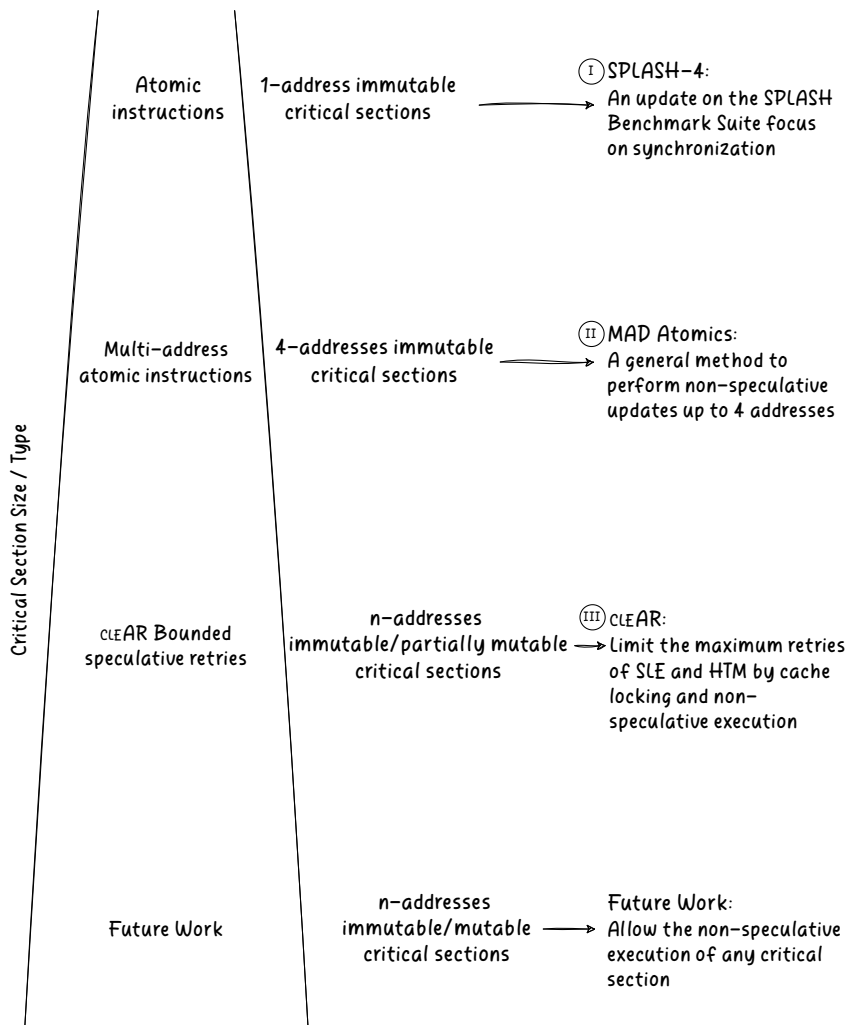 Critical Section Size / Type
Atomic
instructions
1-address immutable
critical sections
I SPLASH-4:
An update on the SPLASH
Benchmark Suite focus
on synchronization
Multi-address
atomic instructions
4-addresses immutable
critical sections
II MAD Atomics:
A general method to
perform non-speculative
updates up to 4 addresses
CLEAR Bounded
speculative retries
n-addresses
immutable/partially mutable
critical sections
III CLEAR:
Limit the maximum retries
of SLE and HTM by cache
locking and non-
speculative execution
Future Work
n-addresses
immutable/mutable
critical sections
Future Work:
Allow the non-speculative
execution of any critical
section